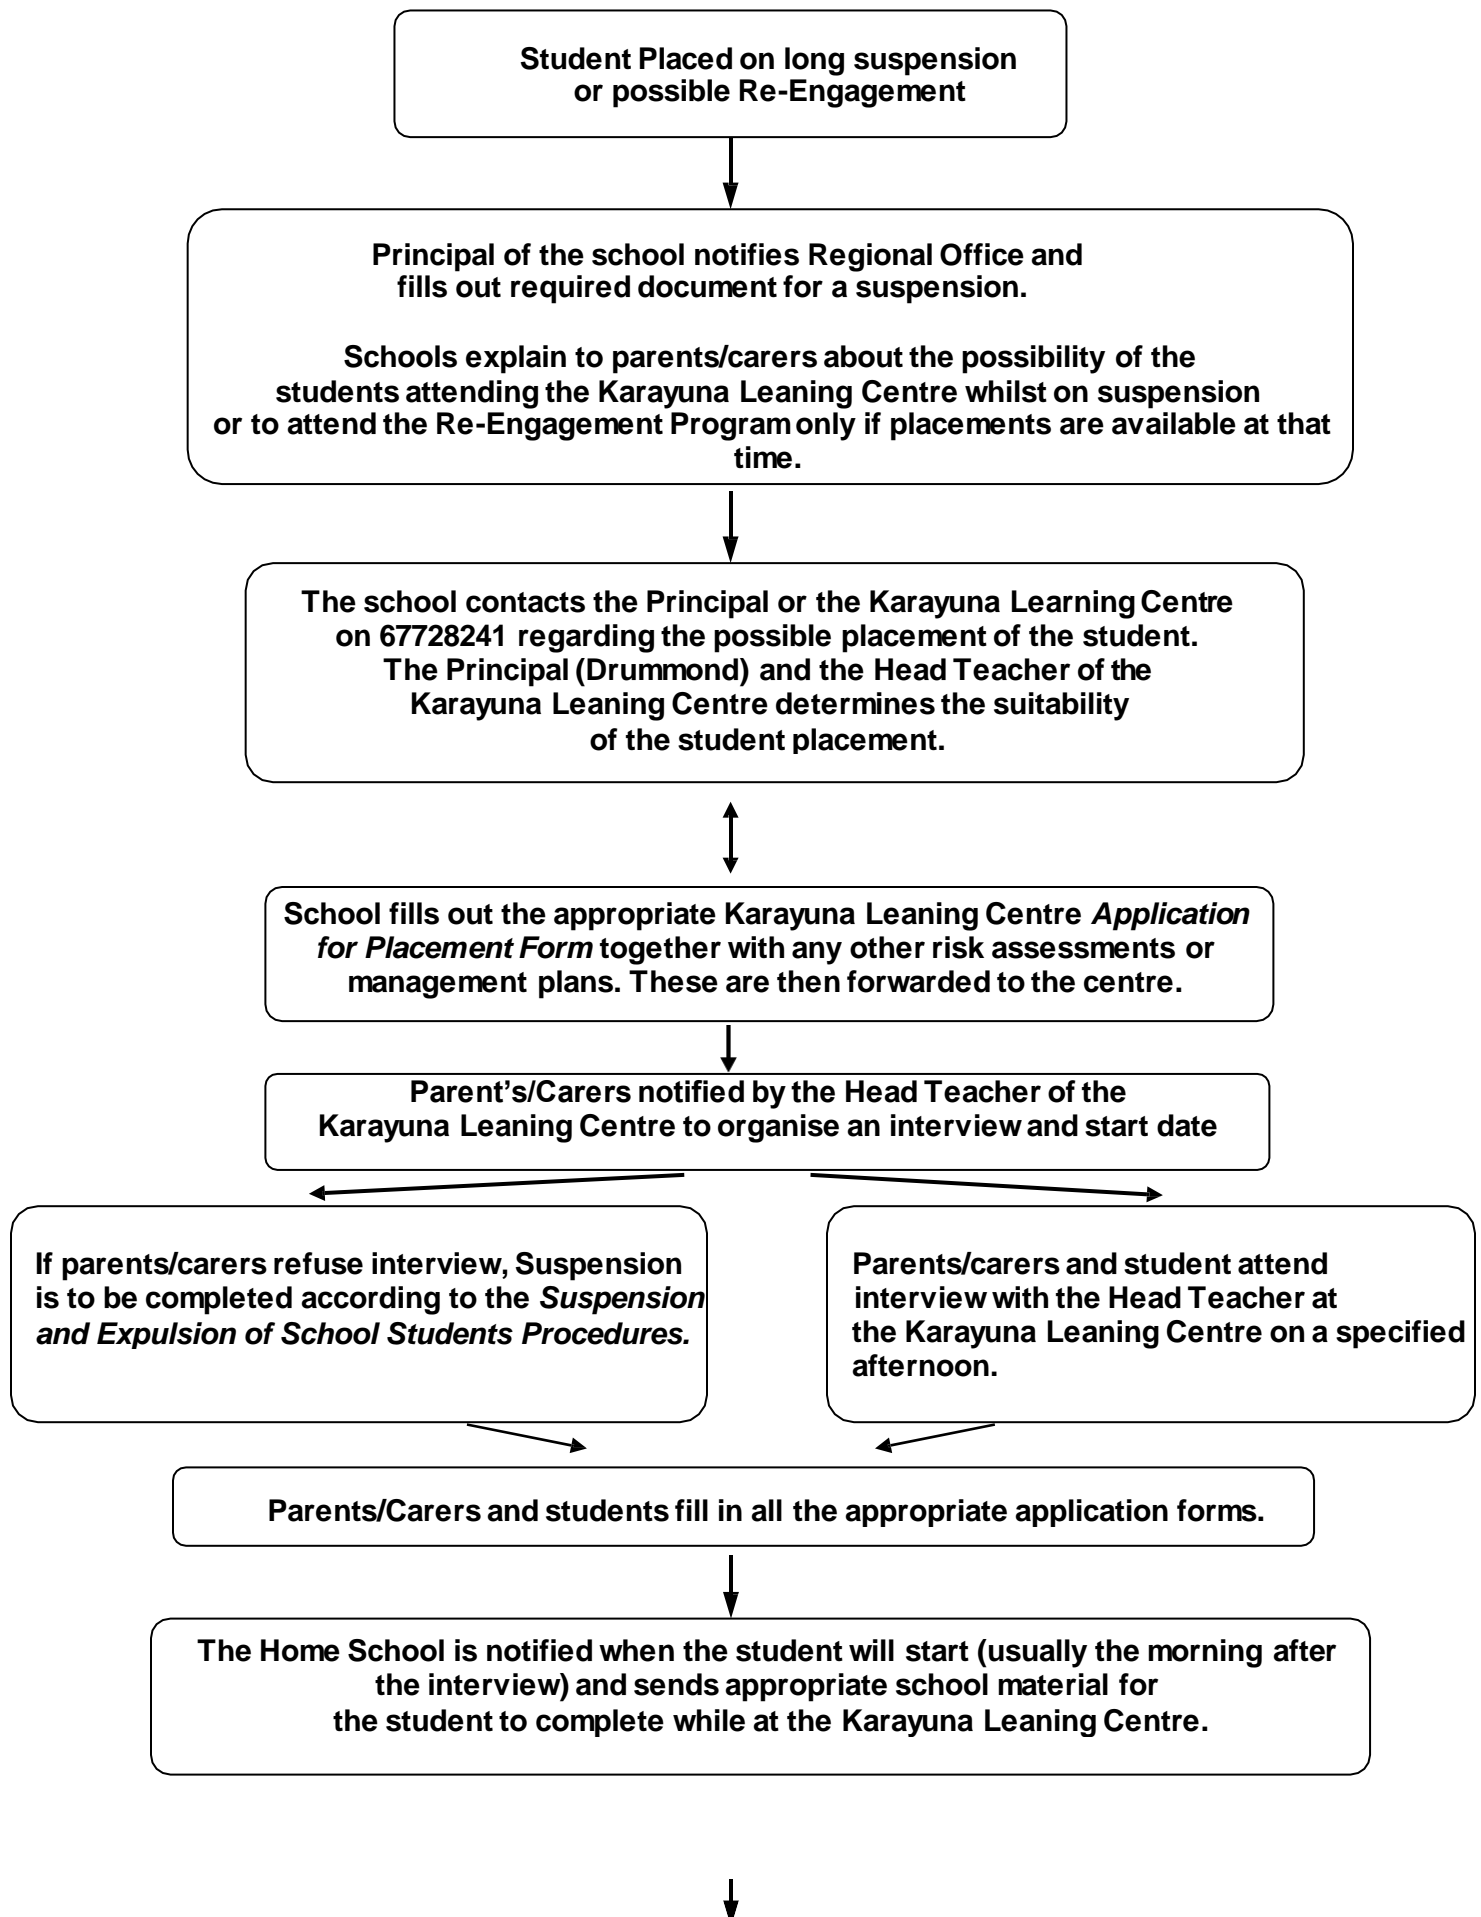 Student Placed on long suspension
or possible Re-Engagement
Principal of the school notifies Regional Office and
fills out required document for a suspension.
Schools explain to parents/carers about the possibility of the
students attending the Karayuna Leaning Centre whilst on suspension
or to attend the Re-Engagement Program only if placements are available at that
time.
The school contacts the Principal or the Karayuna Learning Centre
on 67728241 regarding the possible placement of the student.
The Principal (Drummond) and the Head Teacher of the
Karayuna Leaning Centre determines the suitability
of the student placement.
School fills out the appropriate Karayuna Leaning Centre Application
for Placement Form together with any other risk assessments or
management plans. These are then forwarded to the centre.
Parent’s/Carers notified by the Head Teacher of the
Karayuna Leaning Centre to organise an interview and start date
If parents/carers refuse interview, Suspension
is to be completed according to the Suspension
and Expulsion of School Students Procedures.
Parents/carers and student attend
interview with the Head Teacher at
the Karayuna Leaning Centre on a specified
afternoon.
Parents/Carers and students fill in all the appropriate application forms.
The Home School is notified when the student will start (usually the morning after
the interview) and sends appropriate school material for
the student to complete while at the Karayuna Leaning Centre.